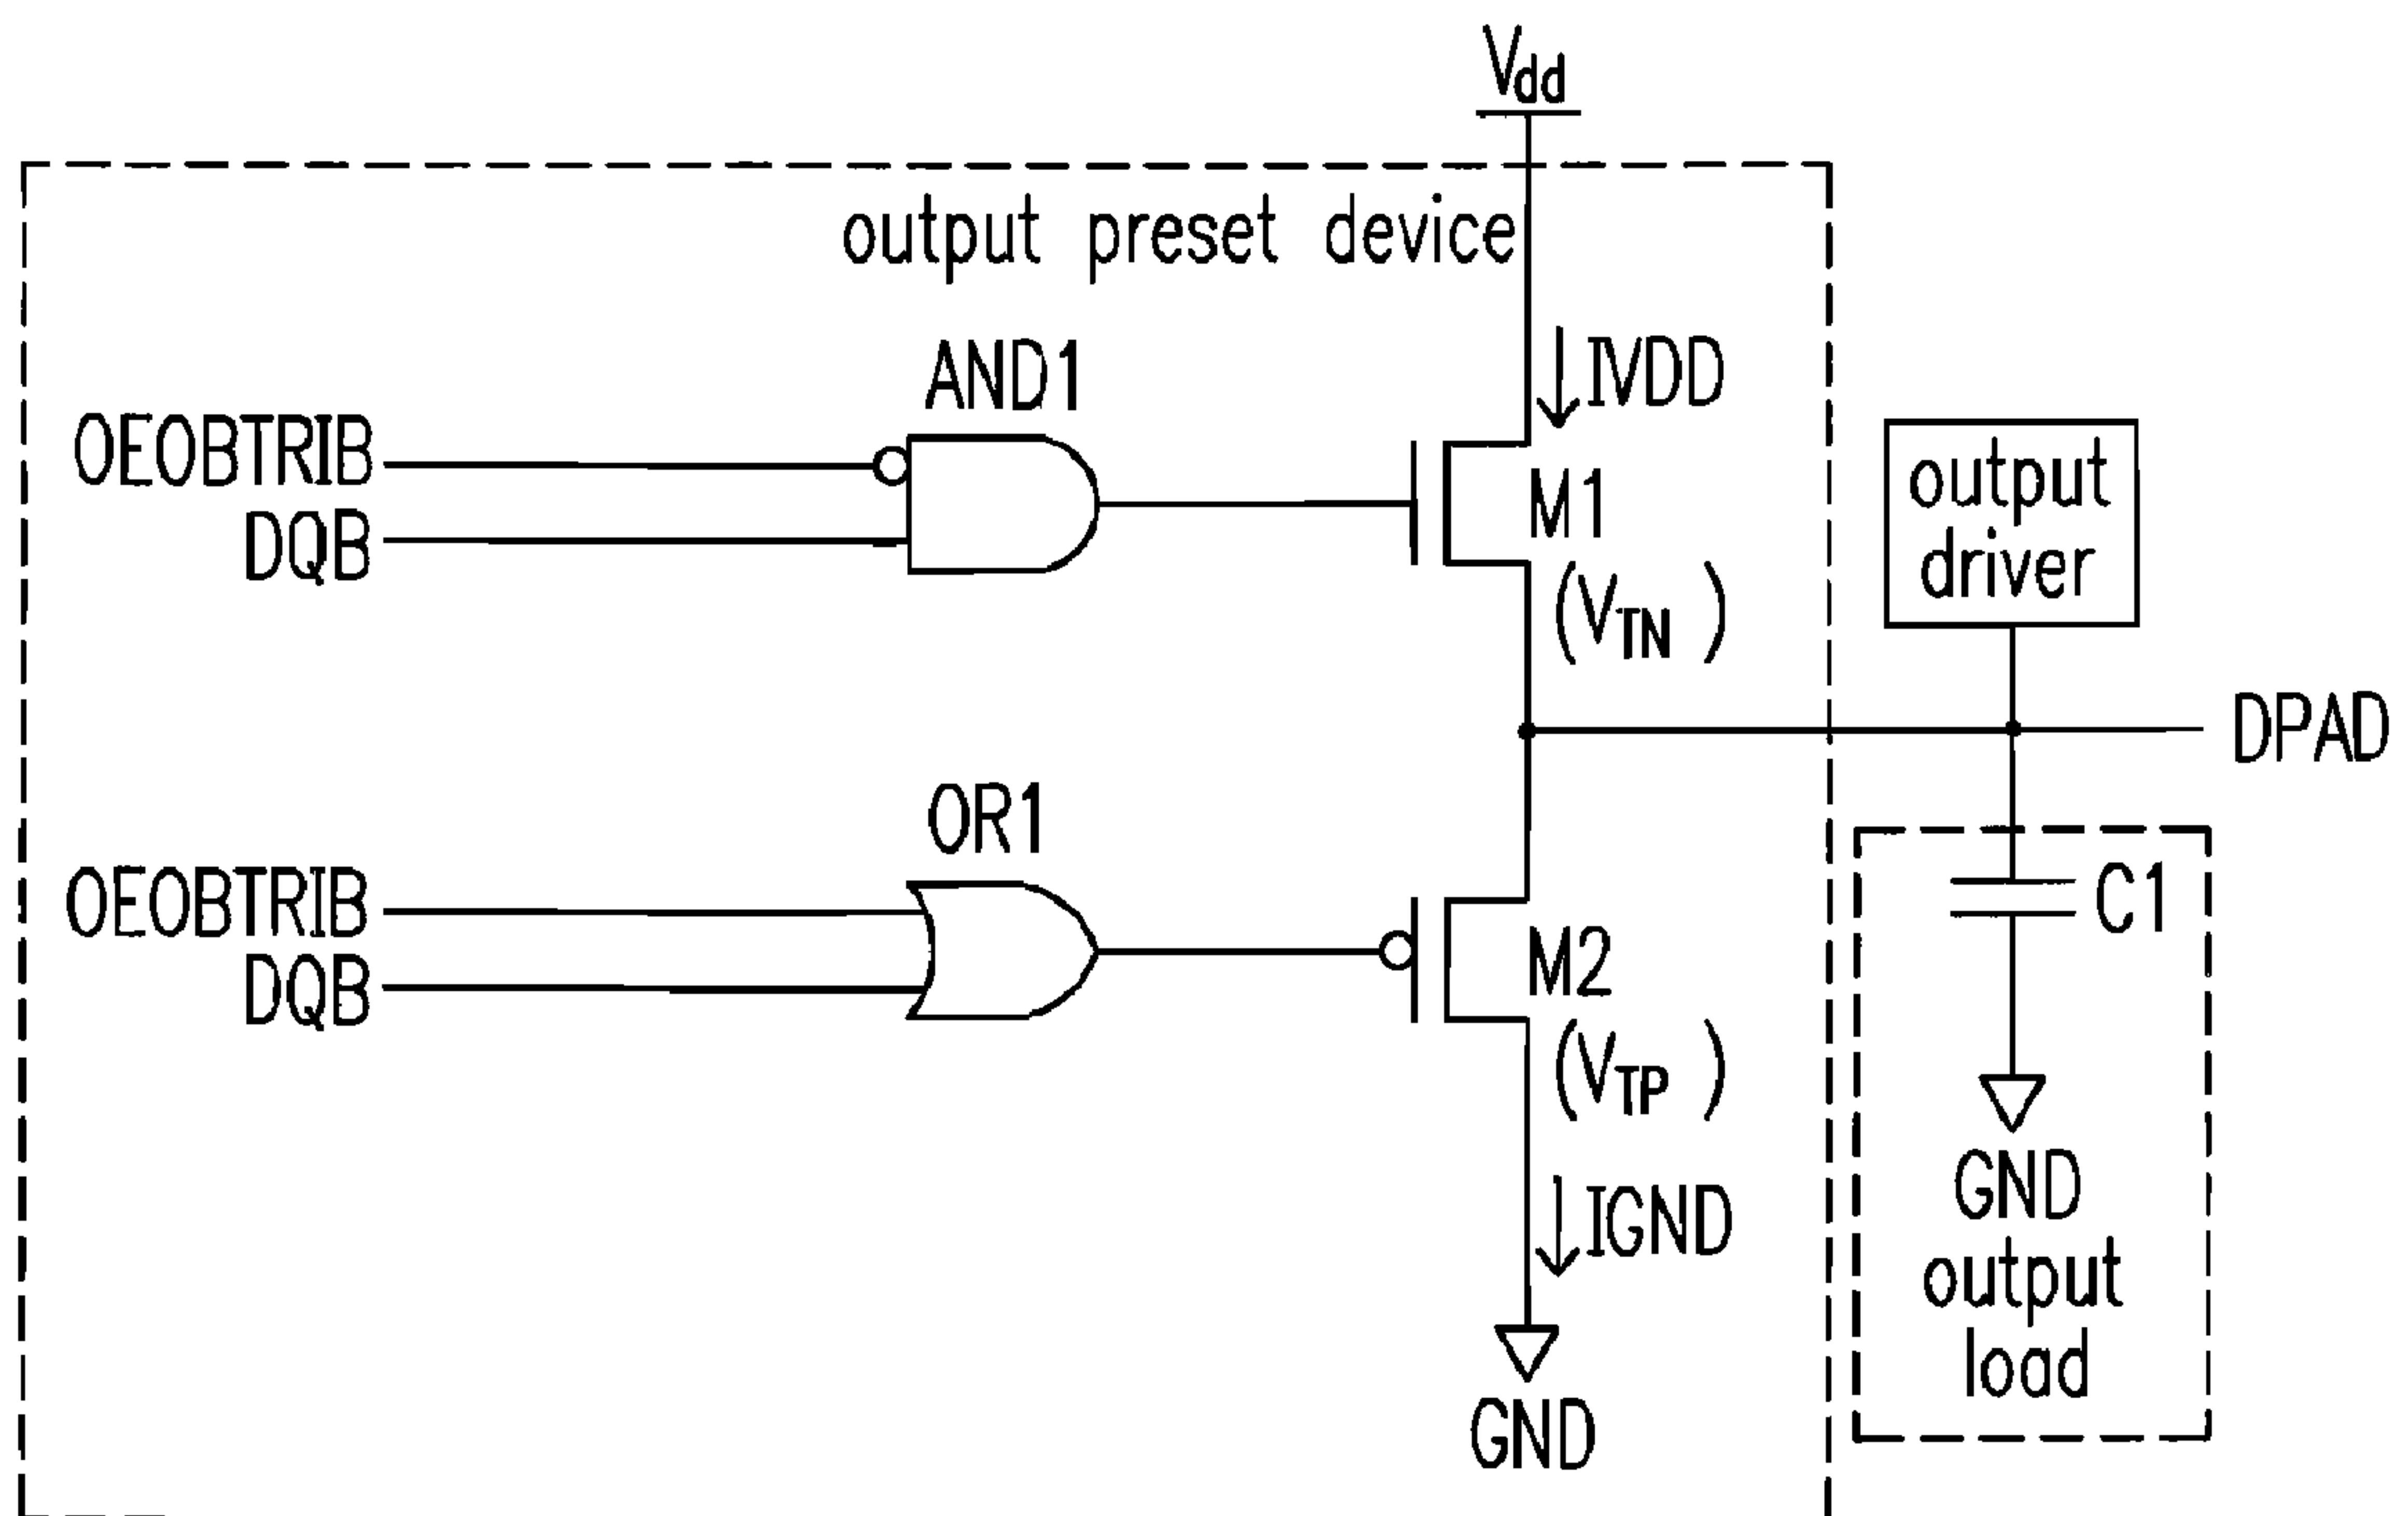 Vdd
output preset device
AND1
IVDD
OEOBTRIB
DQB
M1
(VTN)
output
driver
DPAD
OR1
OEOBTRIB
DQB
M2
(VTP)
C1
IGND
GND
GND
output
load